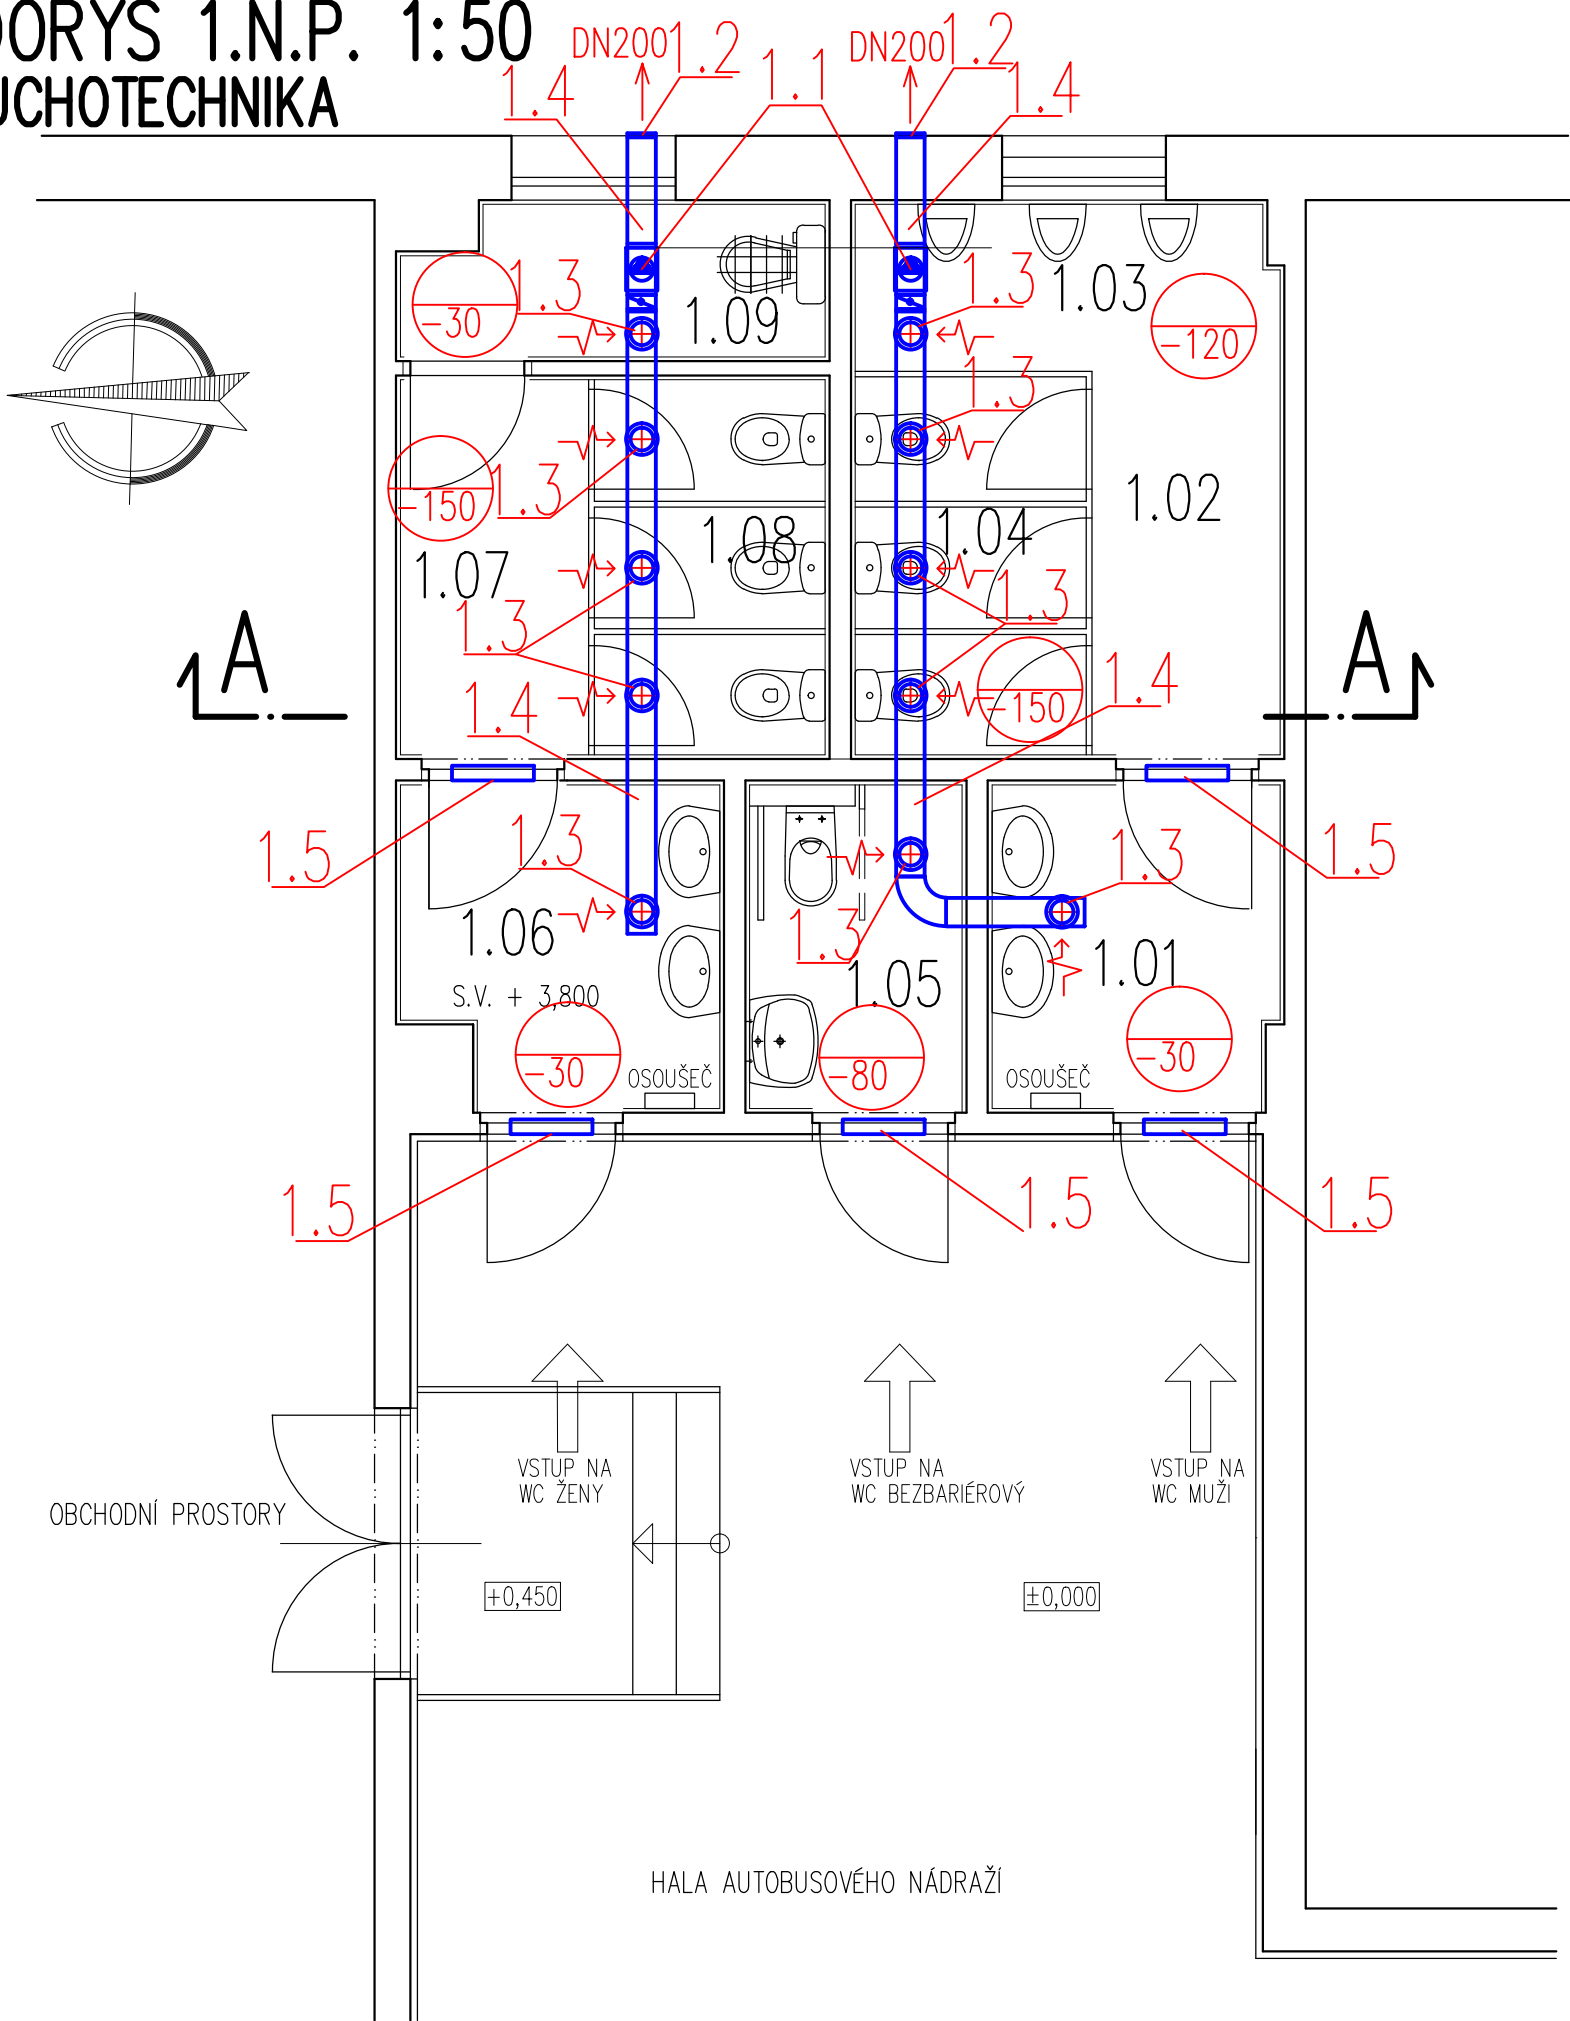 DORYS 1.N.P. 1:50
UCHOTECHNIKA
DN200
1.2
1.1
DN200
1.2
1.4
1.4
1.3
-30
1.09
1.3
1.03
-120
1.3
-150
1.3
1.08
1.04
1.02
1.07
1.3
1.3
A
A
1.4
-150
1.4
1.5
1.3
1.3
1.5
1.06
1.3
1.05
1.01
S.V. + 3,800
-30
OSOUŠEČ
-80
OSOUŠEČ
-30
1.5
1.5
1.5
VSTUP NA
WC ŽENY
VSTUP NA
WC BEZBARIÉROVÝ
VSTUP NA
WC MUŽI
OBCHODNÍ PROSTORY
+0,450
±0,000
HALA AUTOBUSOVÉHO NÁDRAŽÍ